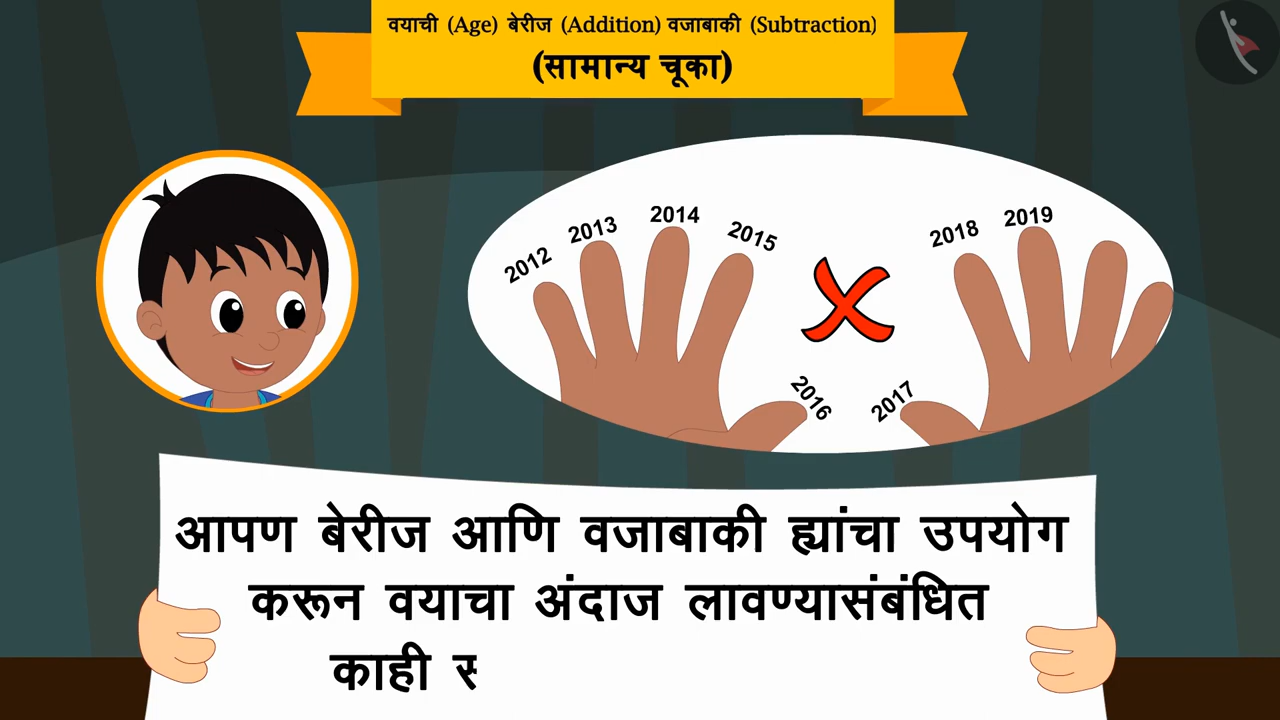 वयाची (Age) बेरीज (Addition) वजाबाकी (Subtraction)
(सामान्य चूका)
2012
2013
2014
2015
2016
2017
2018
2019
आपण बेरीज आणि वजाबाकी ह्यांचा उपयोग
करून वयाचा अंदाज लावण्यासंबंधित
काही